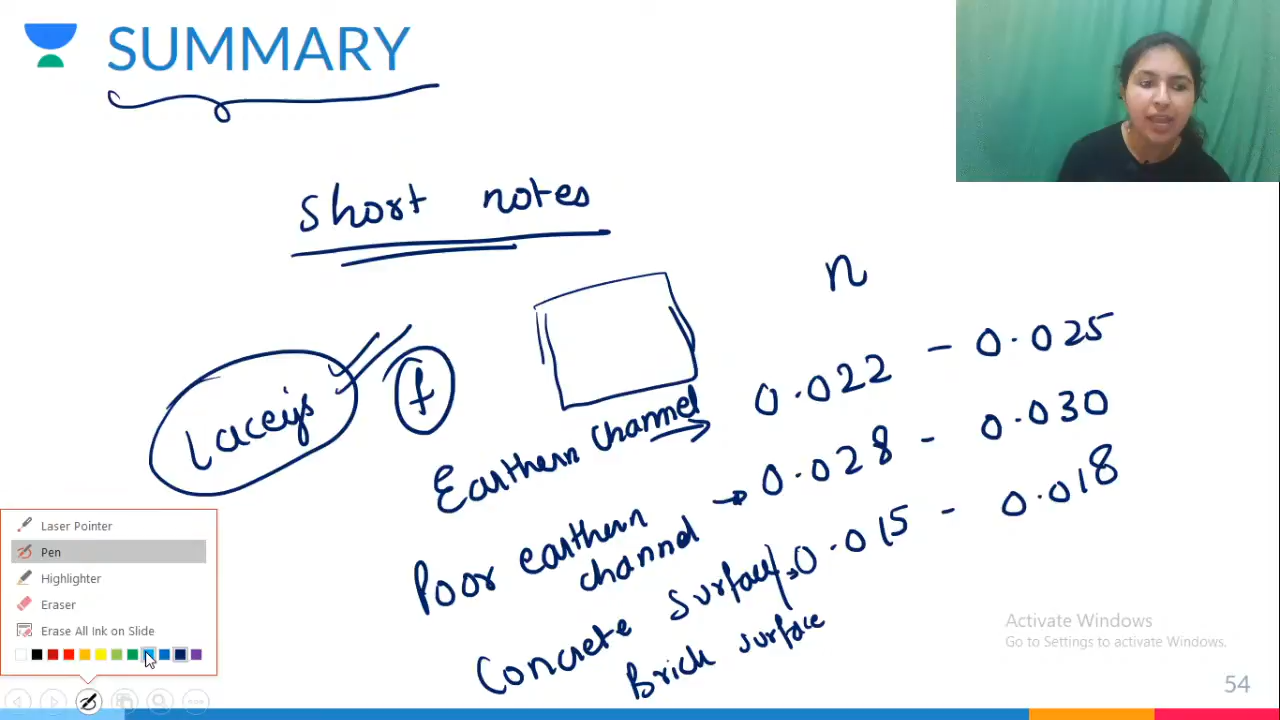 SUMMARY
short notes
n
Lacey's f
Earthern channel → 0.022 - 0.025
Poor earthern channel → 0.028 - 0.030
Concrete surface, → 0.015 - 0.018
Brick surface
Laser Pointer
Pen
Highlighter
Eraser
Erase All Ink on Slide
Activate Windows
Go to Settings to activate Windows.
54